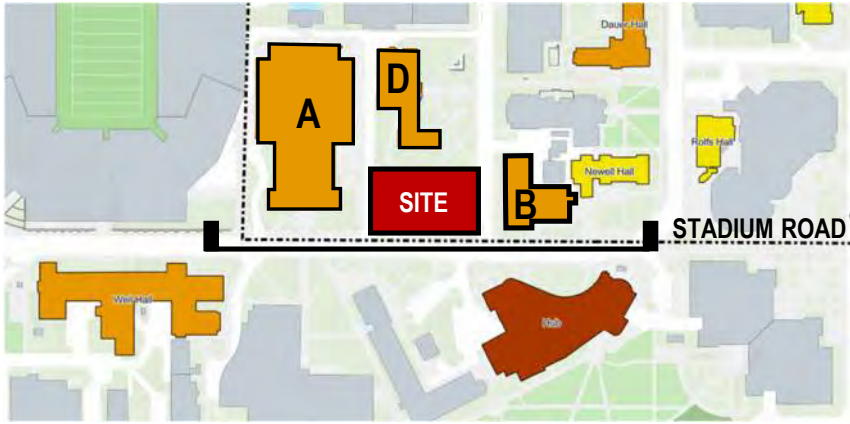 Dauer Hall
A
D
Rolfs Hall
Newell Hall
SITE
B
STADIUM ROAD
Weil Hall
Hub